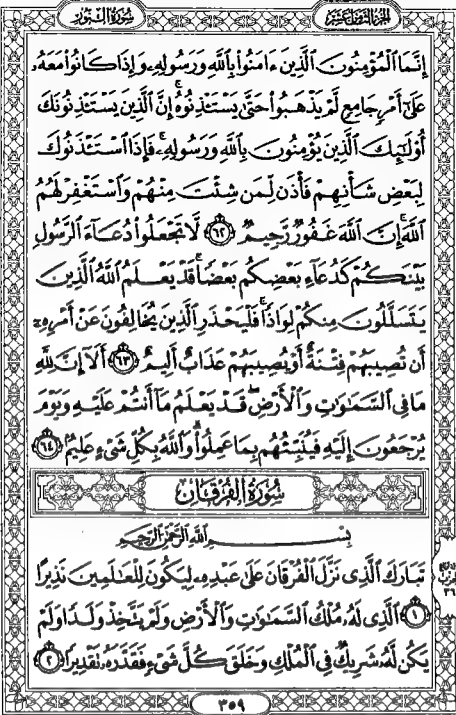 الجزء الثامن عشر
سورة النور
إِنَّمَا ٱلْمُؤْمِنُونَ ٱلَّذِينَ ءَامَنُوا۟ بِٱللَّهِ وَرَسُولِهِۦ وَإِذَا كَانُوا۟ مَعَهُۥ
عَلَىٰٓ أَمْرٍ جَامِعٍ لَّمْ يَذْهَبُوا۟ حَتَّىٰ يَسْتَـْٔذِنُوهُ ۚ إِنَّ ٱلَّذِينَ يَسْتَـْٔذِنُونَكَ
أُو۟لَـٰٓئِكَ ٱلَّذِينَ يُؤْمِنُونَ بِٱللَّهِ وَرَسُولِهِۦ ۚ فَإِذَا ٱسْتَـْٔذَنُوكَ
لِبَعْضِ شَأْنِهِمْ فَأْذَن لِّمَن شِئْتَ مِنْهُمْ وَٱسْتَغْفِرْ لَهُمُ
ٱللَّهَ ۚ إِنَّ ٱللَّهَ غَفُورٌ رَّحِيمٌ ﴿٦٢﴾ لَّا تَجْعَلُوا۟ دُعَآءَ ٱلرَّسُولِ
بَيْنَكُمْ كَدُعَآءِ بَعْضِكُم بَعْضًا ۚ قَدْ يَعْلَمُ ٱللَّهُ ٱلَّذِينَ
يَتَسَلَّلُونَ مِنكُمْ لِوَاذًا ۚ فَلْيَحْذَرِ ٱلَّذِينَ يُخَالِفُونَ عَنْ أَمْرِهِۦٓ
أَن تُصِيبَهُمْ فِتْنَةٌ أَوْ يُصِيبَهُمْ عَذَابٌ أَلِيمٌ ﴿٦٣﴾ أَلَآ إِنَّ لِلَّهِ
مَا فِى ٱلسَّمَـٰوَٰتِ وَٱلْأَرْضِ ۖ قَدْ يَعْلَمُ مَآ أَنتُمْ عَلَيْهِ وَيَوْمَ
يُرْجَعُونَ إِلَيْهِ فَيُنَبِّئُهُم بِمَا عَمِلُوا۟ ۗ وَٱللَّهُ بِكُلِّ شَىْءٍ عَلِيمٌۢ ﴿٦٤﴾
سُورَةُ الْفُرْقَانِ
بِسْمِ ٱللَّهِ ٱلرَّحْمَـٰنِ ٱلرَّحِيمِ
تَبَارَكَ ٱلَّذِى نَزَّلَ ٱلْفُرْقَانَ عَلَىٰ عَبْدِهِۦ لِيَكُونَ لِلْعَـٰلَمِينَ نَذِيرًا
﴿١﴾ ٱلَّذِى لَهُۥ مُلْكُ ٱلسَّمَـٰوَٰتِ وَٱلْأَرْضِ وَلَمْ يَتَّخِذْ وَلَدًا وَلَمْ
يَكُن لَّهُۥ شَرِيكٌ فِى ٱلْمُلْكِ وَخَلَقَ كُلَّ شَىْءٍ فَقَدَّرَهُۥ تَقْدِيرًا ﴿٢﴾
٣٥٩